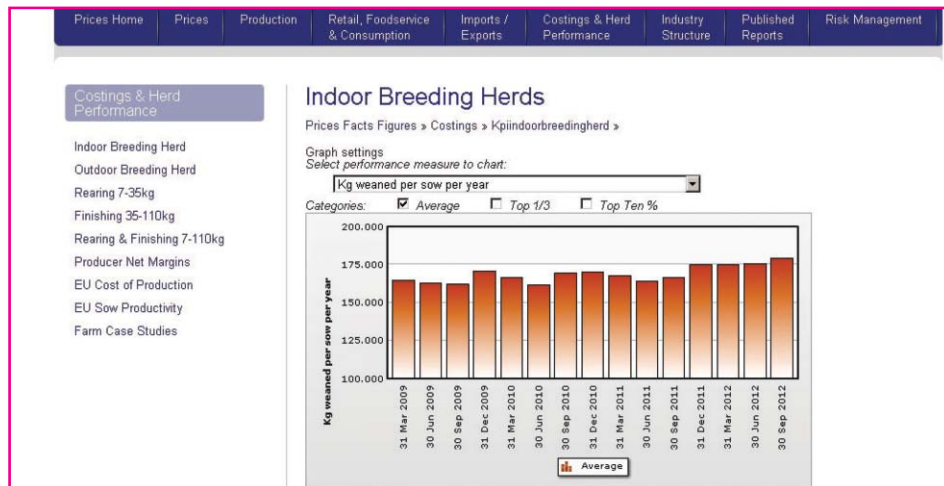 Prices Home Prices Production Retail, Foodservice & Consumption Imports / Exports Costings & Herd Performance Industry Structure Published Reports Risk Management
Costings & Herd
Performance
Indoor Breeding Herd
Outdoor Breeding Herd
Rearing 7-35kg
Finishing 35-110kg
Rearing & Finishing 7-110kg
Producer Net Margins
EU Cost of Production
EU Sow Productivity
Farm Case Studies
Indoor Breeding Herds
Prices Facts Figures » Costings » Kpiindoorbreedingherd »
Graph settings
Select performance measure to chart:
Kg weaned per sow per year
Categories: Average Top 1/3 Top Ten %
Kg weaned per sow per year
200.000
175.000
150.000
125.000
100.000
31 Mar 2009
30 Jun 2009
30 Sep 2009
31 Dec 2009
31 Mar 2010
30 Jun 2010
30 Sep 2010
31 Dec 2010
31 Mar 2011
30 Jun 2011
30 Sep 2011
31 Dec 2011
31 Mar 2012
30 Jun 2012
30 Sep 2012
Average